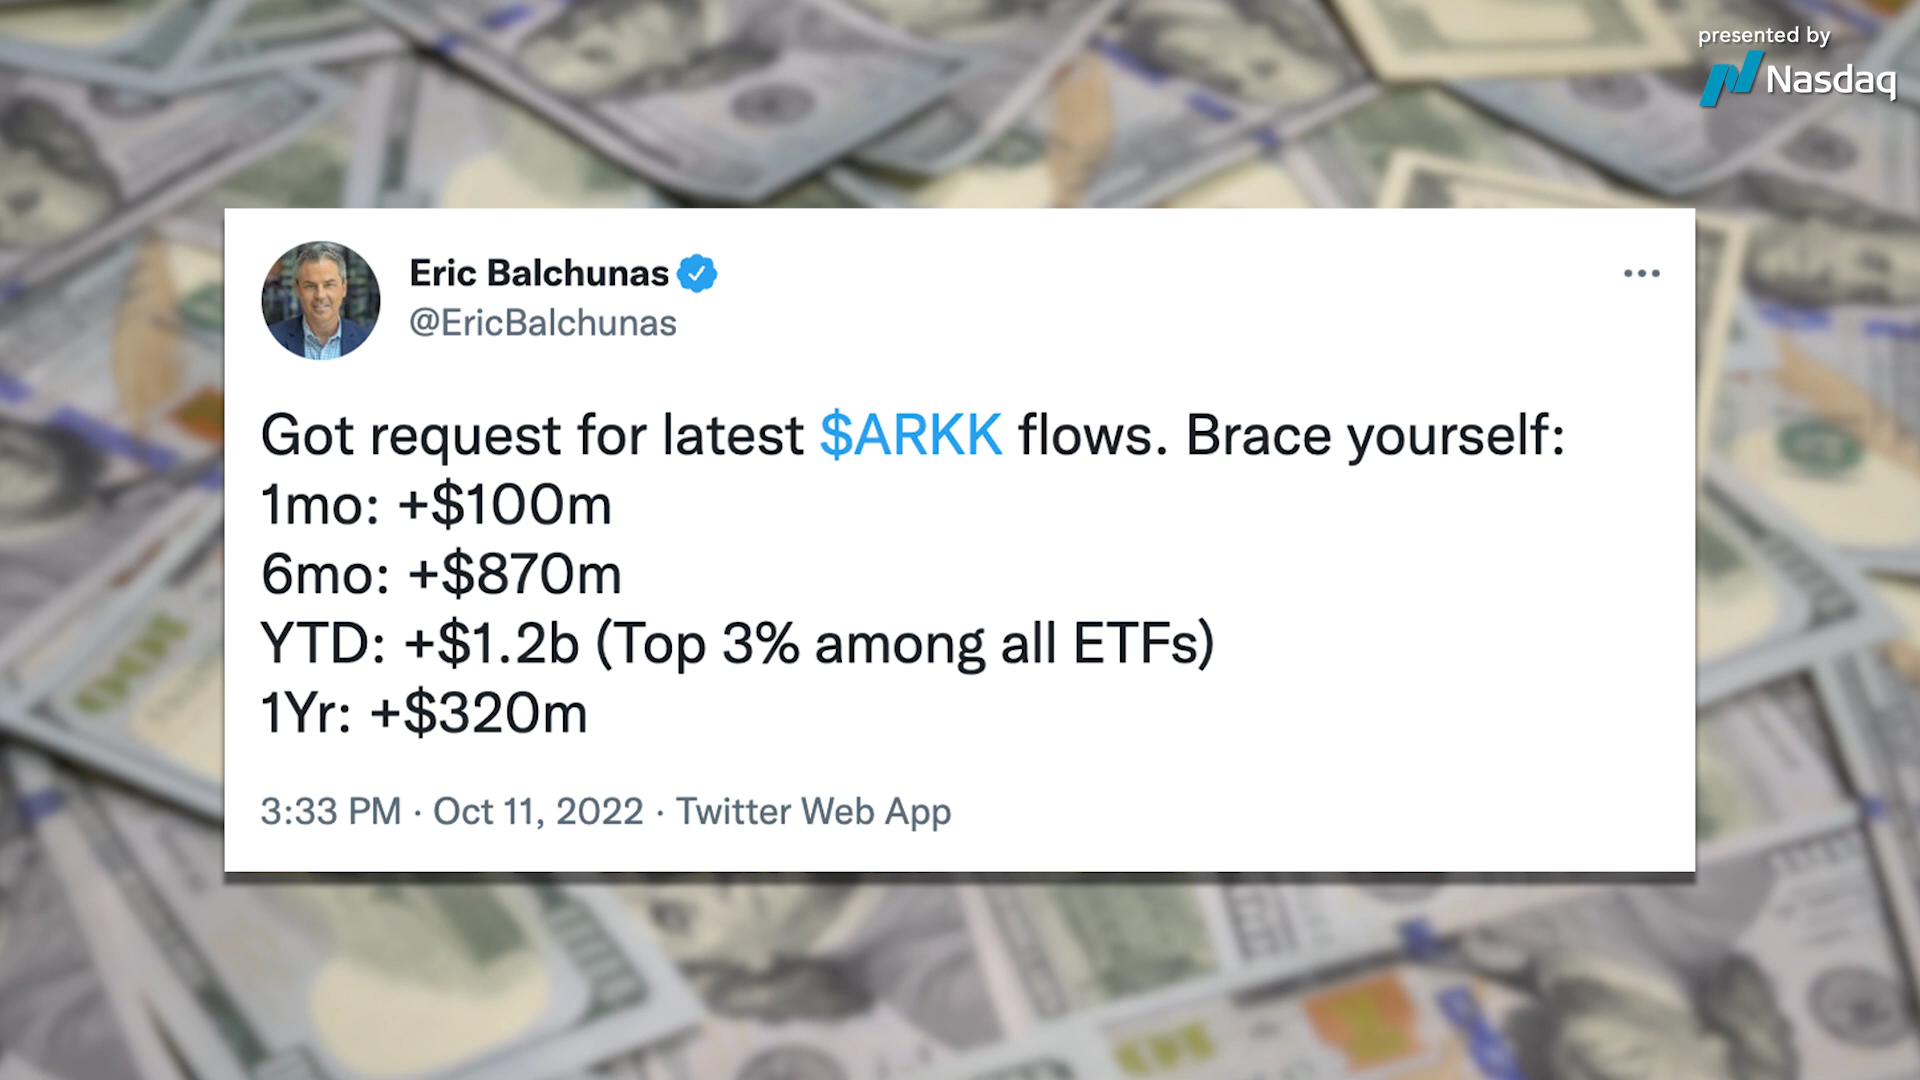 presented by
Nasdaq
Eric Balchunas
@EricBalchunas
Got request for latest $ARKK flows. Brace yourself:
1mo: +$100m
6mo: +$870m
YTD: +$1.2b (Top 3% among all ETFs)
1Yr: +$320m
3:33 PM · Oct 11, 2022 · Twitter Web App
100